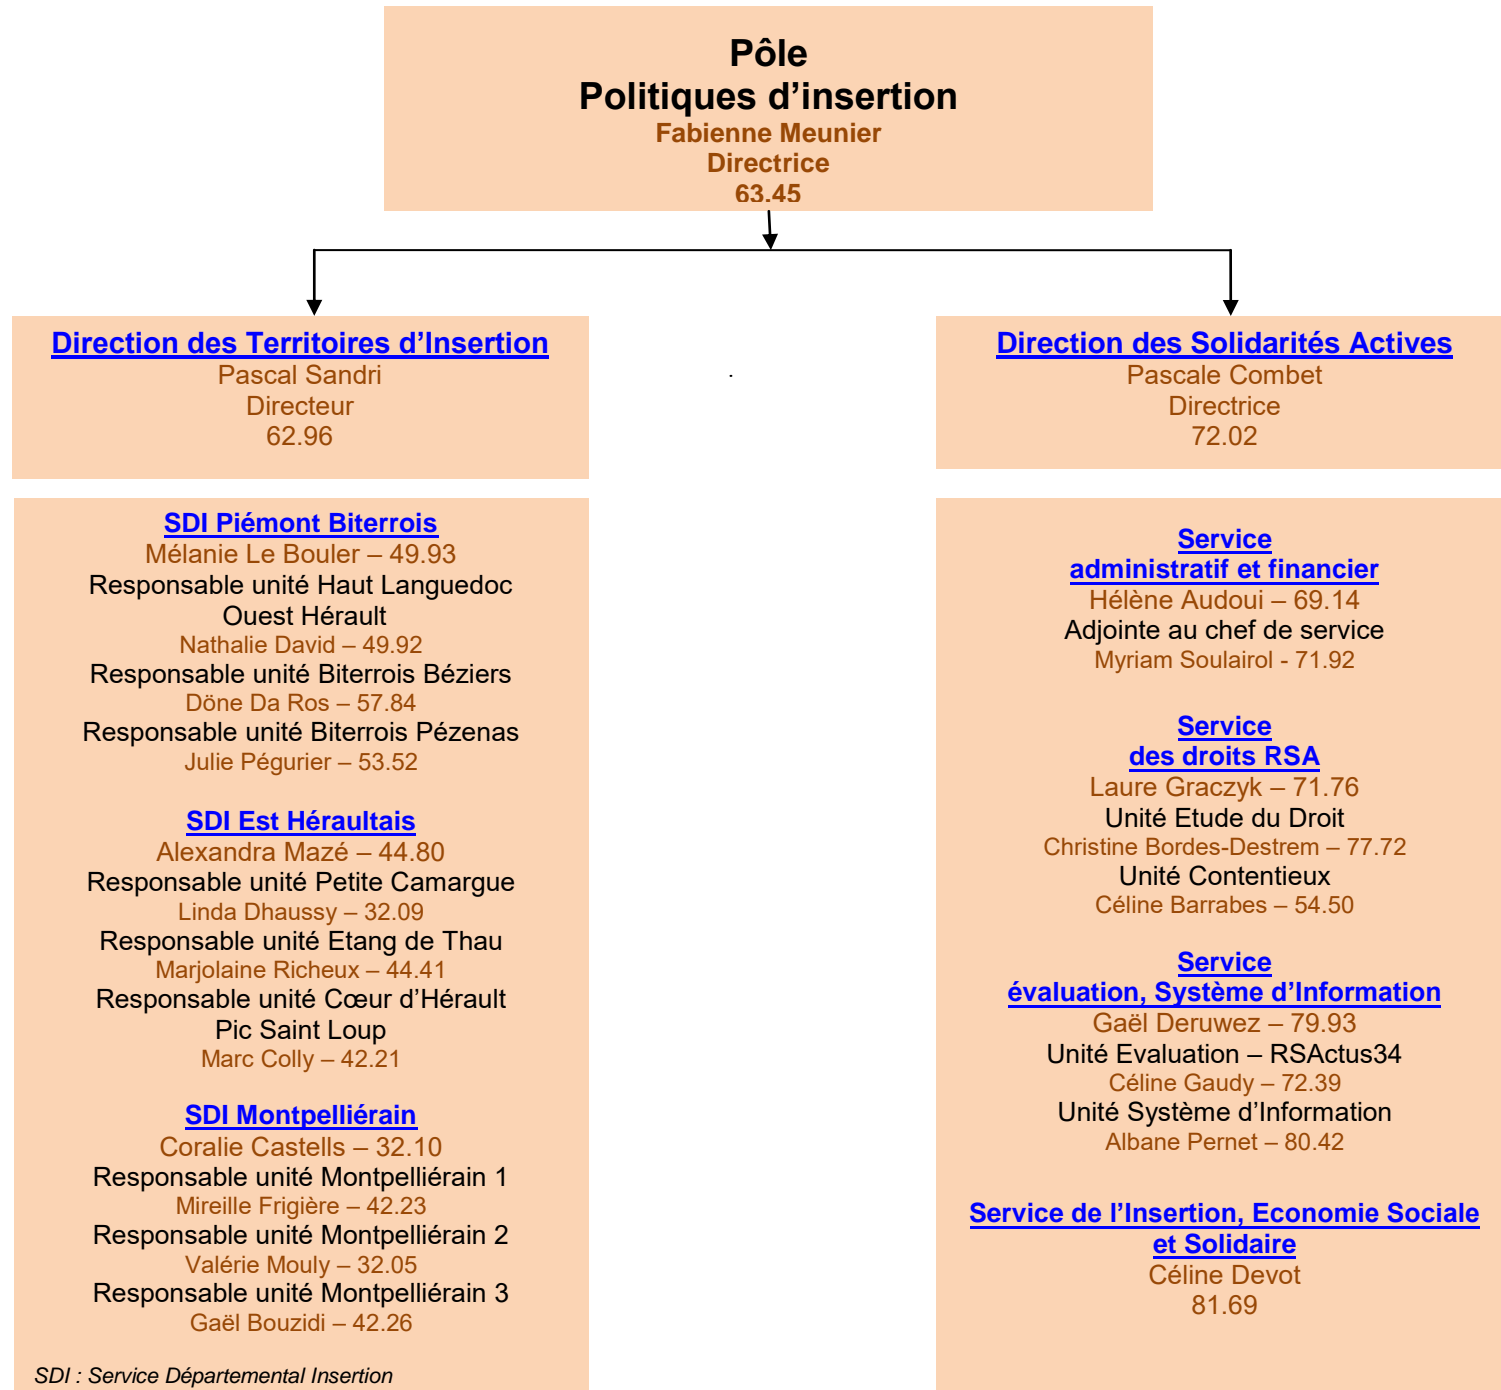 Pôle
Politiques d’insertion
Fabienne Meunier
Directrice
63.45
Direction des Territoires d’Insertion
Pascal Sandri
Directeur
62.96
Direction des Solidarités Actives
Pascale Combet
Directrice
72.02
SDI Piémont Biterrois
Mélanie Le Bouler – 49.93
Responsable unité Haut Languedoc
Ouest Hérault
Nathalie David – 49.92
Responsable unité Biterrois Béziers
Döne Da Ros – 57.84
Responsable unité Biterrois Pézenas
Julie Pégurier – 53.52
SDI Est Héraultais
Alexandra Mazé – 44.80
Responsable unité Petite Camargue
Linda Dhaussy – 32.09
Responsable unité Etang de Thau
Marjolaine Richeux – 44.41
Responsable unité Cœur d’Hérault
Pic Saint Loup
Marc Colly – 42.21
SDI Montpelliérain
Coralie Castells – 32.10
Responsable unité Montpelliérain 1
Mireille Frigière – 42.23
Responsable unité Montpelliérain 2
Valérie Mouly – 32.05
Responsable unité Montpelliérain 3
Gaël Bouzidi – 42.26
SDI : Service Départemental Insertion
Service
administratif et financier
Hélène Audoui – 69.14
Adjointe au chef de service
Myriam Soulairol - 71.92
Service
des droits RSA
Laure Graczyk – 71.76
Unité Etude du Droit
Christine Bordes-Destrem – 77.72
Unité Contentieux
Céline Barrabes – 54.50
Service
évaluation, Système d’Information
Gaël Deruwez – 79.93
Unité Evaluation – RSActus34
Céline Gaudy – 72.39
Unité Système d’Information
Albane Pernet – 80.42
Service de l’Insertion, Economie Sociale
et Solidaire
Céline Devot
81.69